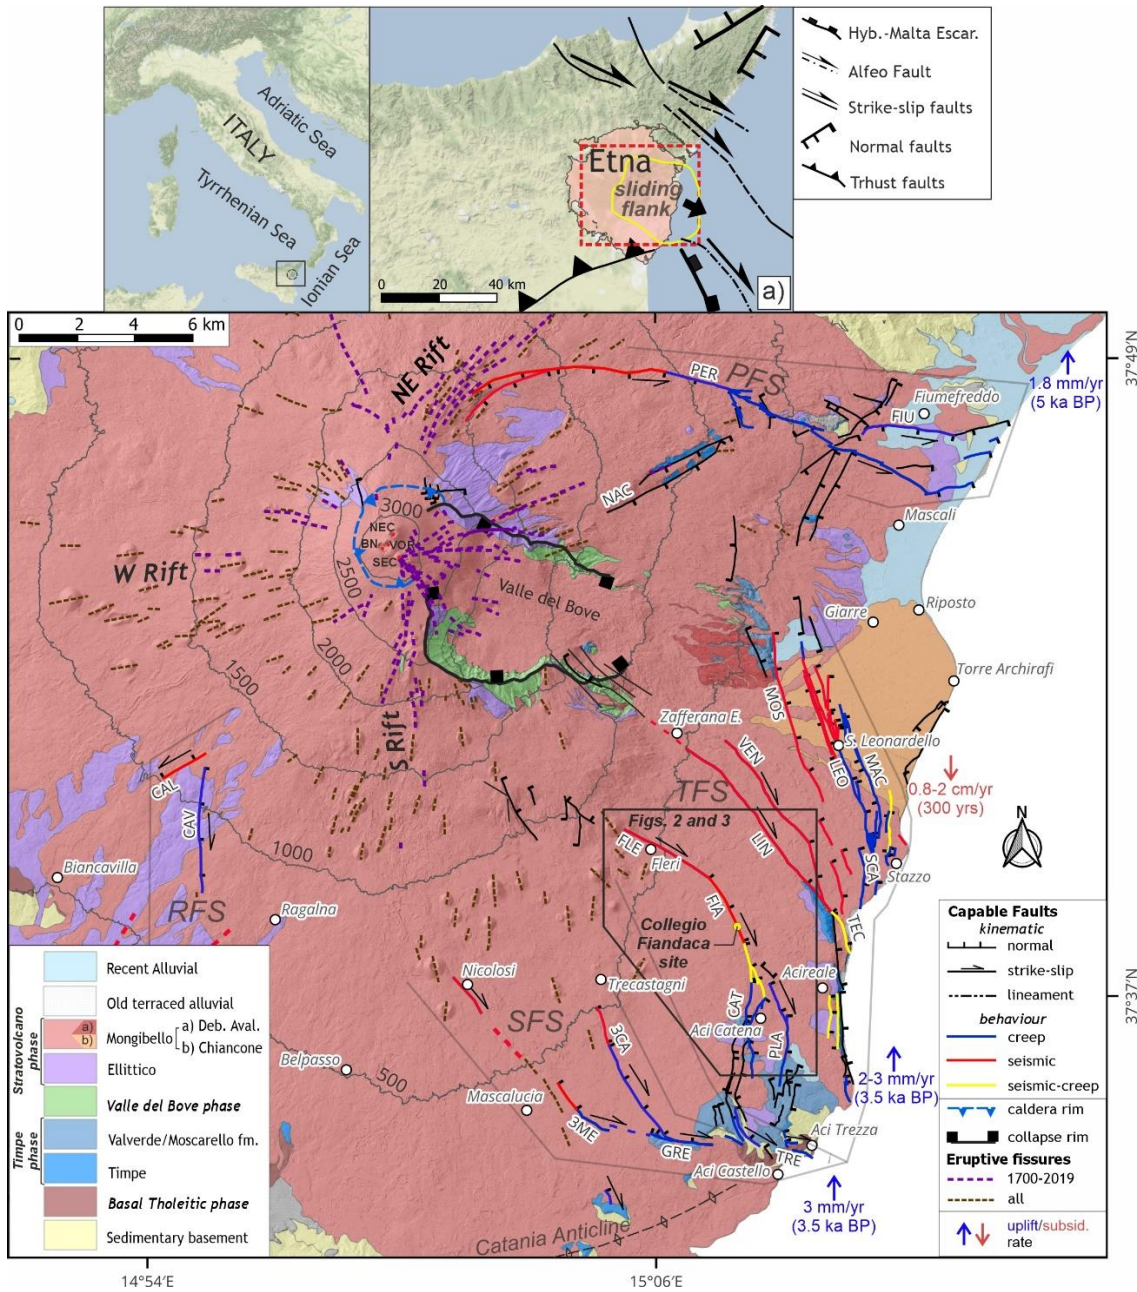 ITALY
Adriatic Sea
Tyrrhenian Sea
Ionian Sea
Etna
sliding
flank
0 20 40 km
a)
Hyb.-Malta Escar.
Alfeo Fault
Strike-slip faults
Normal faults
Trhust faults
0 2 4 6 km
NE Rift
PER
PFS
37°49'N
1.8 mm/yr
(5 ka BP)
Fiumefreddo
FIU
NAC
Mascali
3000
NEC
BN
VOR
SEC
2500
W Rift
Valle del Bove
Giarre
Riposto
2000
1500
Torre Archirafi
MOS
Zafferana E.
S. Leonardello
S Rift
VEN
LEO
MAC
CAL
TFS
0.8-2 cm/yr
(300 yrs)
CAV
Figs. 2 and 3
N
1000
FLE
Fleri
LIN
SCA
Stazzo
Biancavilla
RFS
Ragalna
FIA
TEC
Collegio
Fiandaca
site
Nicolosi
Trecastagni
Acireale
37°37'N
CAT
Aci Catena
SFS
3CA
PLA
Belpasso
500
2-3 mm/yr
(3.5 ka BP)
Mascalucia
3ME
GRE
Aci Trezza
TRE
Aci Castello
3 mm/yr
(3.5 ka BP)
Catania Anticline
Recent Alluvial
Old terraced alluvial
Stratovolcano
phase
a)
b)
Mongibello
a) Deb. Aval.
b) Chiancone
Ellittico
Valle del Bove phase
Timpe
phase
Valverde/Moscarello fm.
Timpe
Basal Tholeitic phase
Sedimentary basement
Capable Faults
kinematic
normal
strike-slip
lineament
behaviour
creep
seismic
seismic-creep
caldera rim
collapse rim
Eruptive fissures
1700-2019
all
uplift/subsid.
rate
14°54'E
15°06'E